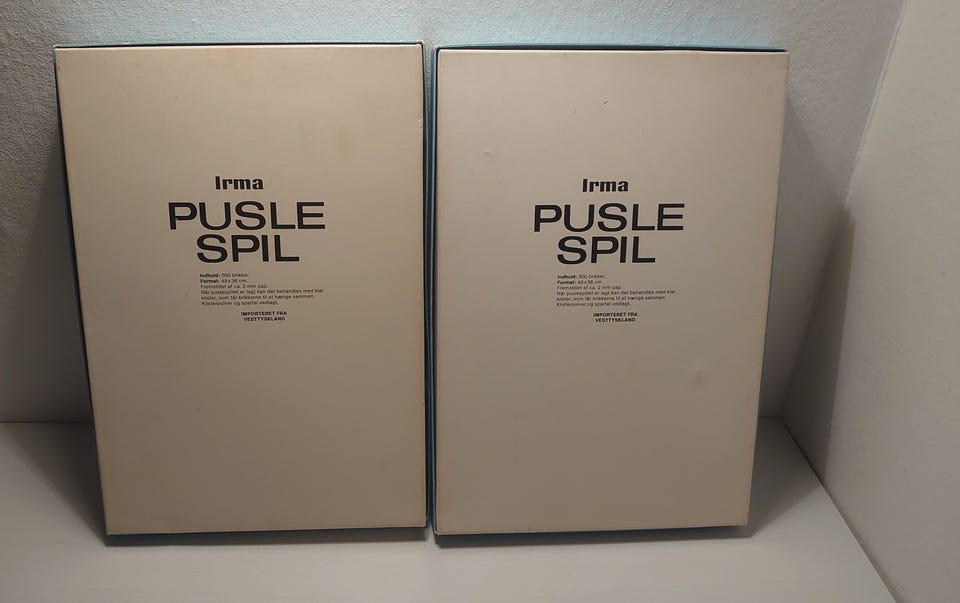 Irma
PUSLE
SPIL
Indhold: 500 brikker.
Format: 49 x 36 cm.
Fremstillet af ca. 2 mm pap.
Når puslespillet er lagt kan det behandles med klar
klister, som får brikkerne til at hænge sammen.
Klisterpulver og spartel vedlagt.
IMPORTERET FRA
VESTTYSKLAND
Irma
PUSLE
SPIL
Indhold: 500 brikker.
Format: 49 x 36 cm.
Fremstillet af ca. 2 mm pap.
Når puslespillet er lagt kan det behandles med klar
klister, som får brikkerne til at hænge sammen.
Klisterpulver og spartel vedlagt.
IMPORTERET FRA
VESTTYSKLAND